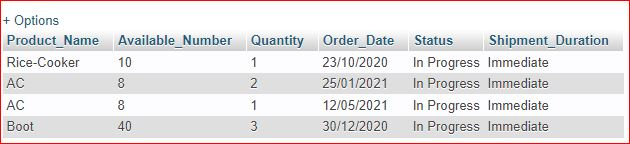 + Options
Product_Name Available_Number Quantity Order_Date Status Shipment_Duration
Rice-Cooker 10 1 23/10/2020 In Progress Immediate
AC 8 2 25/01/2021 In Progress Immediate
AC 8 1 12/05/2021 In Progress Immediate
Boot 40 3 30/12/2020 In Progress Immediate